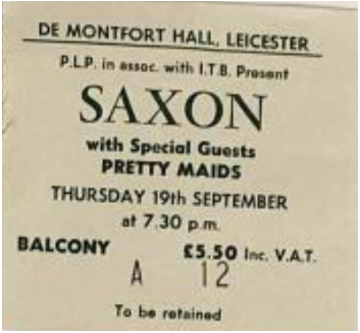 DE MONTFORT HALL, LEICESTER
P.L.P. in assoc. with I.T.B. Present
SAXON
with Special Guests
PRETTY MAIDS
THURSDAY 19th SEPTEMBER
at 7.30 p.m.
BALCONY £5.50 Inc. V.A.T.
A 12
To be retained